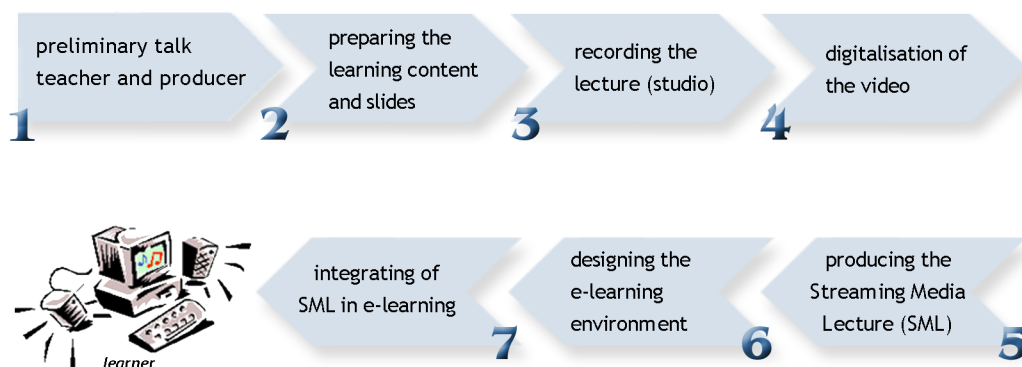 preliminary talk
teacher and producer
1
preparing the
learning content
and slides
2
recording the
lecture (studio)
3
digitalisation of
the video
4
producing the
Streaming Media
Lecture (SML)
5
designing the
e-learning
environment
6
integrating of
SML in e-learning
7
learner